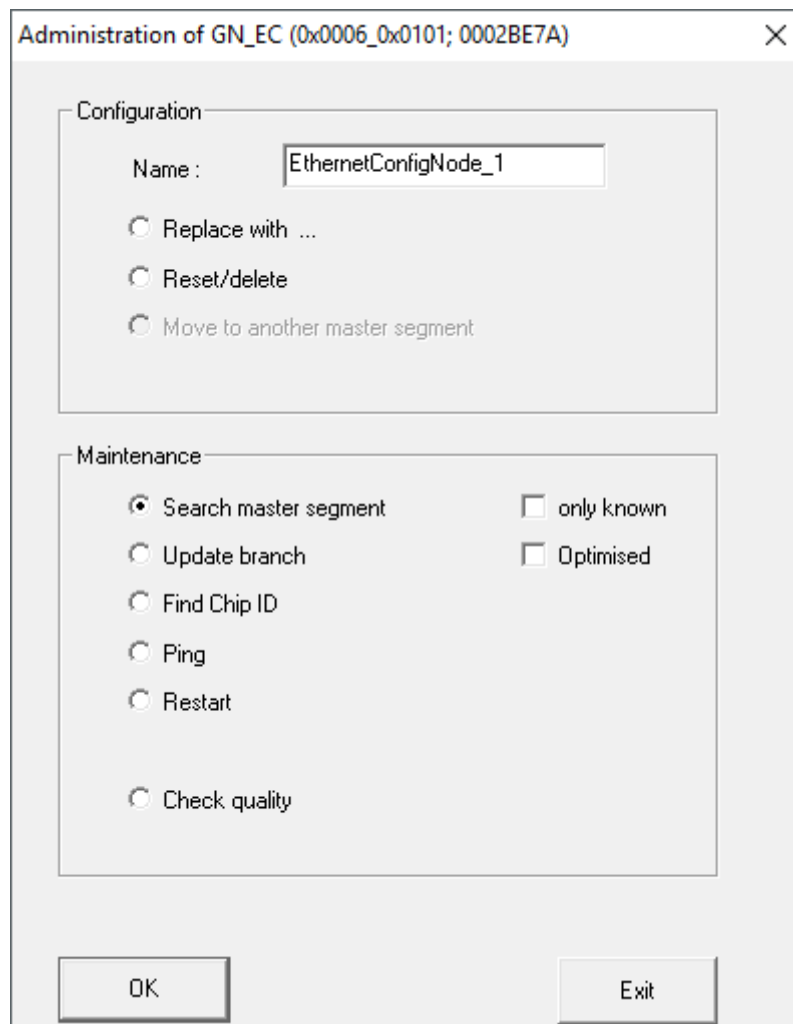 Administration of GN_EC (0x0006_0x0101; 0002BE7A)
Configuration
Name : EthernetConfigNode_1
Replace with ...
Reset/delete
Move to another master segment
Maintenance
Search master segment only known
Update branch Optimised
Find Chip ID
Ping
Restart
Check quality
OK Exit